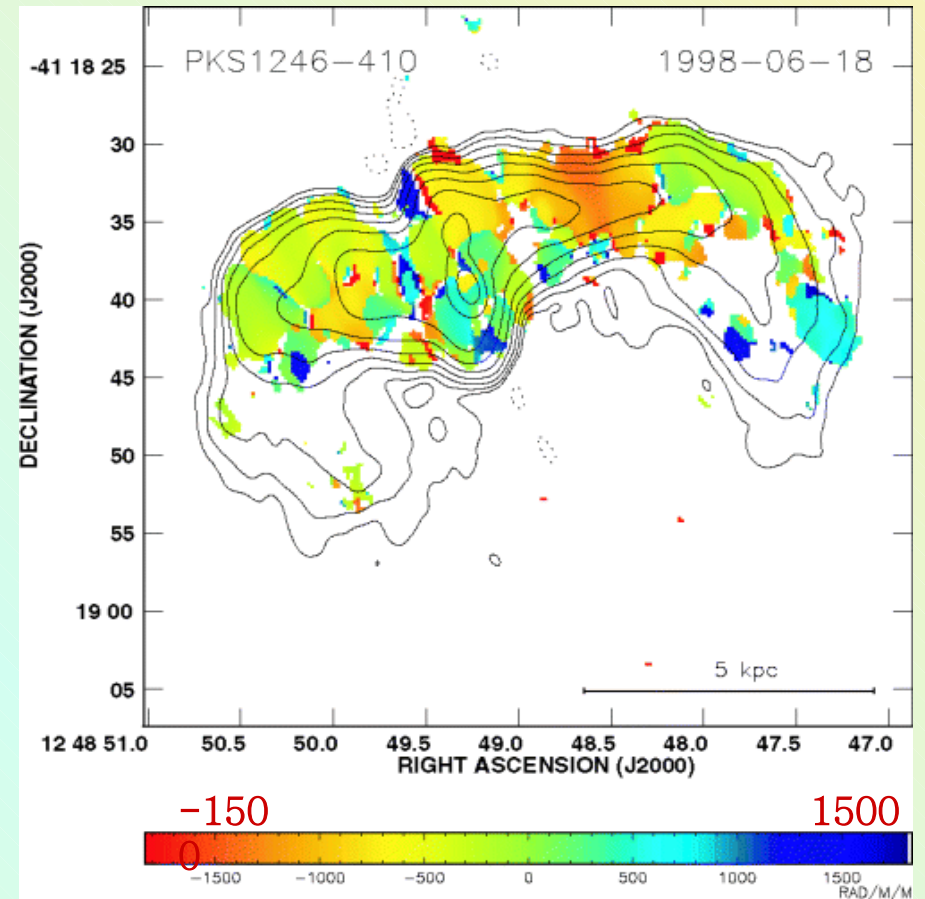 PKS1246-410 1998-06-18
-41 18 25
30
35
40
45
50
55
19 00
05
DECLINATION (J2000)
5 kpc
12 48 51.0 50.5 50.0 49.5 49.0 48.5 48.0 47.5 47.0
RIGHT ASCENSION (J2000)
-150
0
1500
-1500 -1000 -500 0 500 1000 1500
RAD/M/M